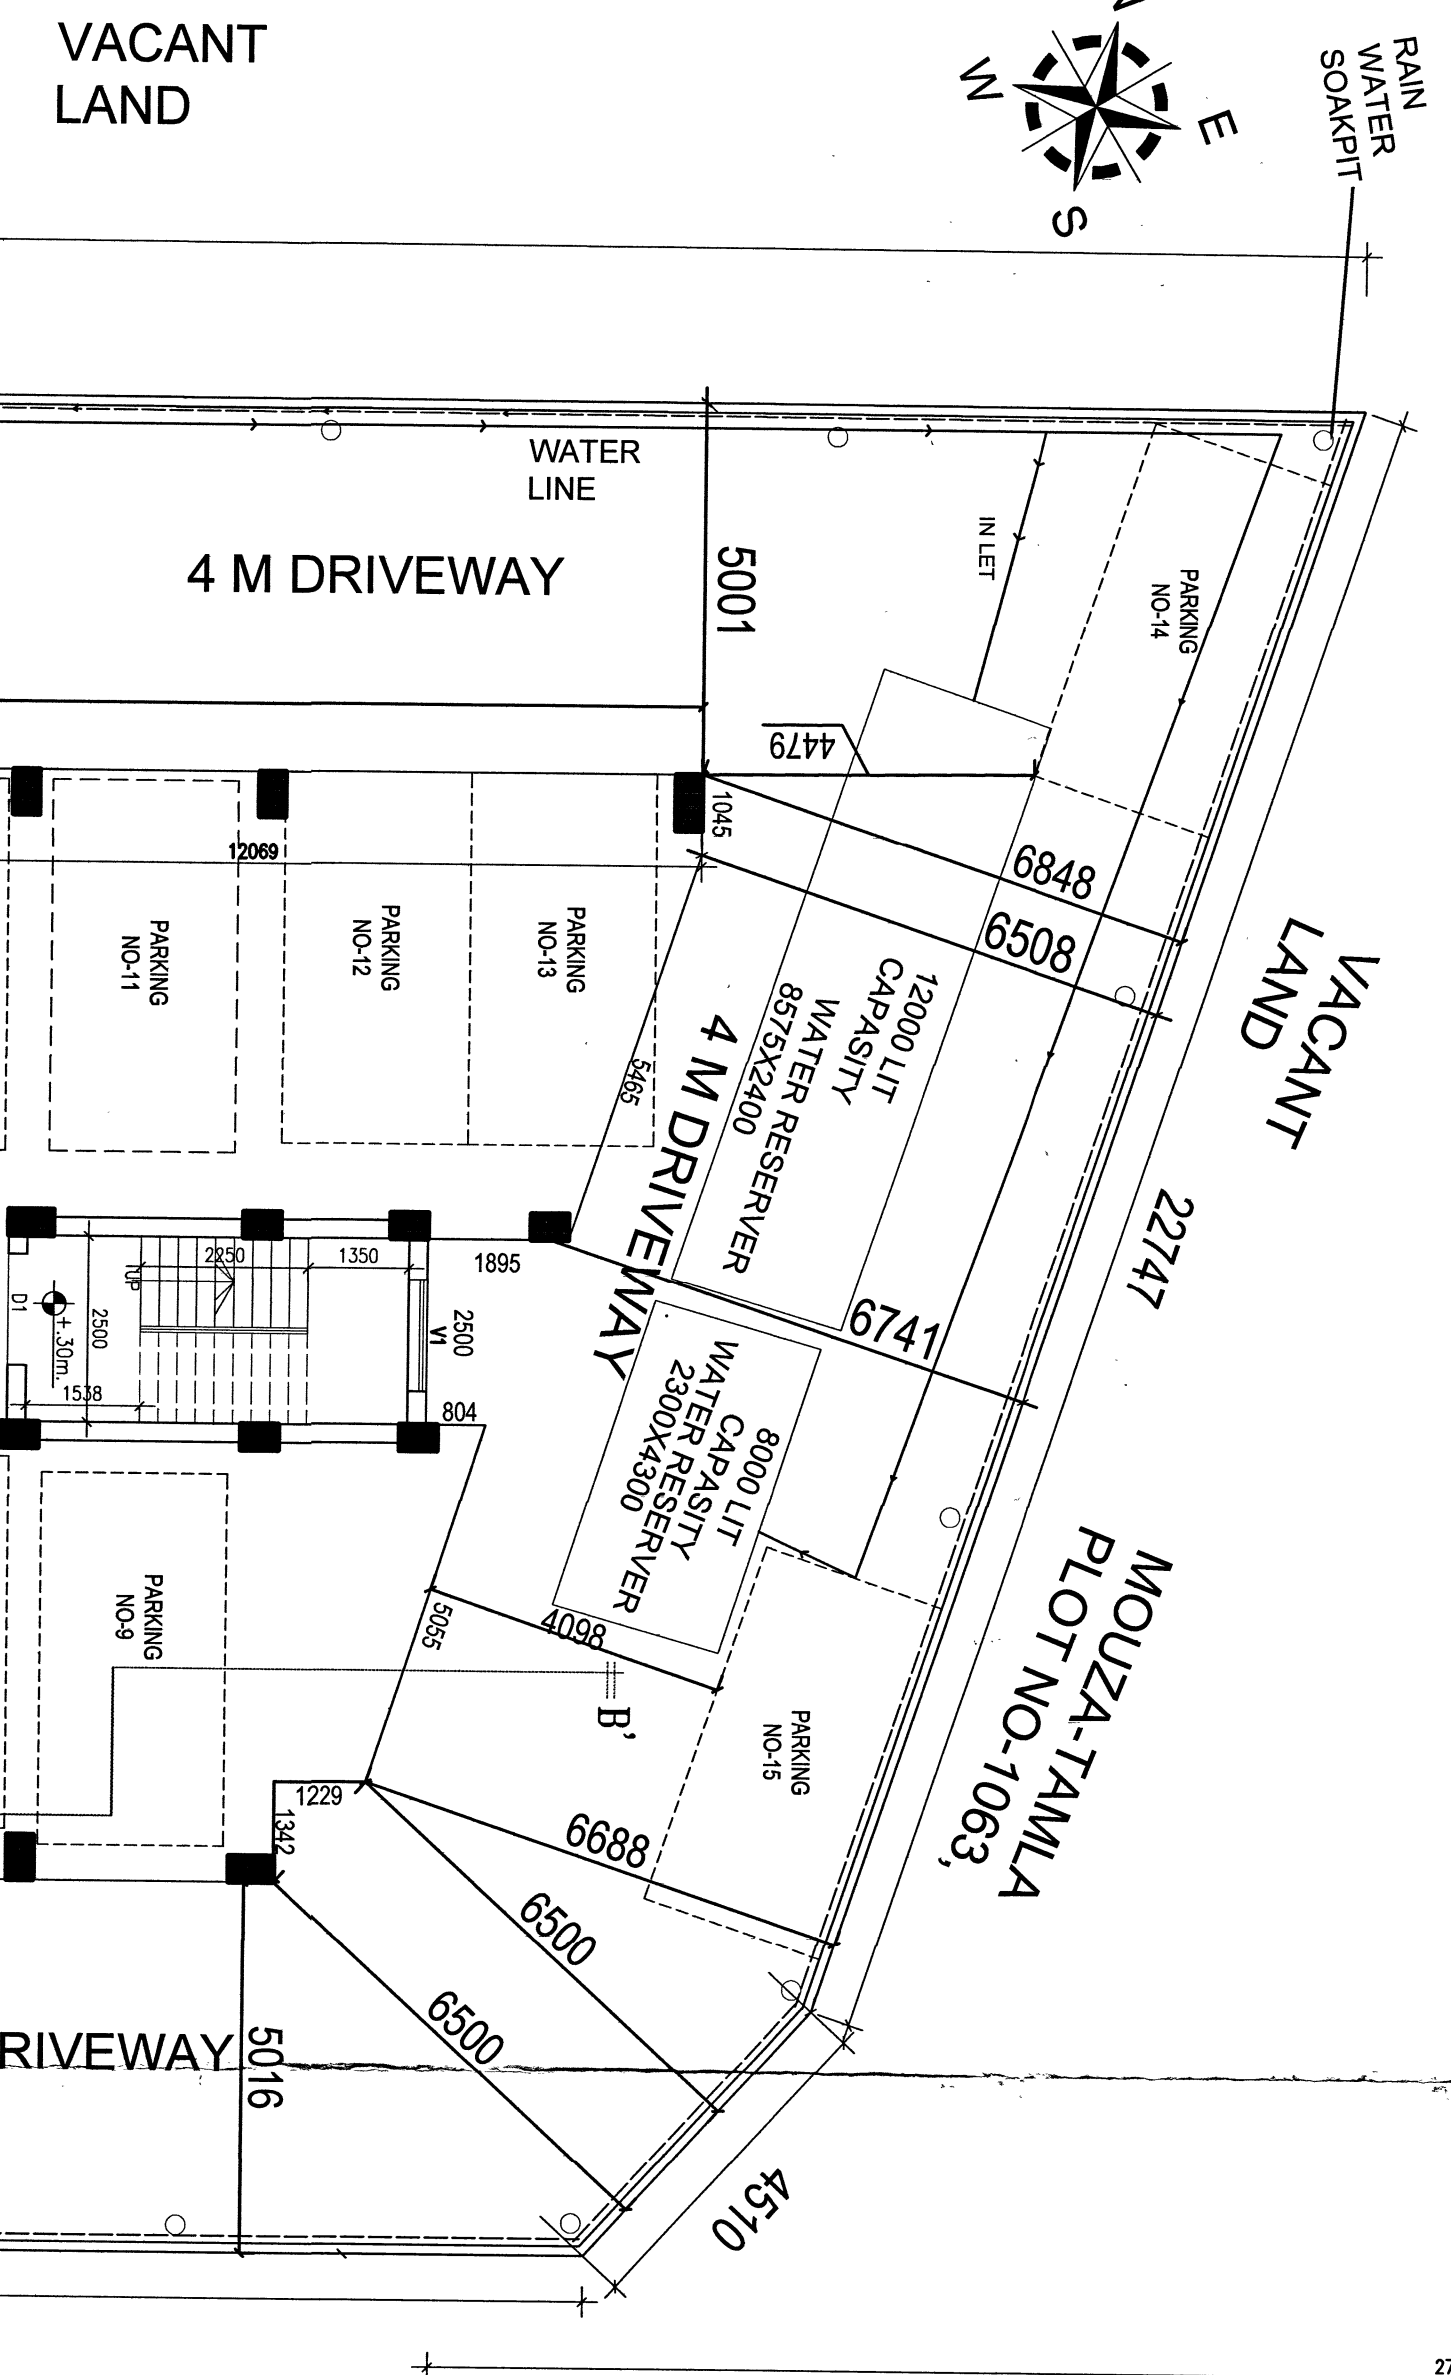 VACANT
LAND
N
W
E
S
RAIN
WATER
SOAKPIT
WATER
LINE
IN LET
4 M DRIVEWAY
5001
PARKING
NO-14
4479
1045
12069
6848
6508
PARKING
NO-11
PARKING
NO-12
PARKING
NO-13
5465
12000 LIT
CAPASITY
WATER RESERVER
8575X2400
4 M DRIVEWAY
VACANT
LAND
22747
2250
1350
1895
UP
D1
+.30m.
2500
2500
V1
1538
804
6741
8000 LIT
CAPASITY
WATER RESERVER
2300X4300
MOUZA-TAMLA
PLOT NO-1063,
PARKING
NO-9
5055
4098
B'
PARKING
NO-15
1229
1342
6688
6500
6500
RIVEWAY
5016
4510
27